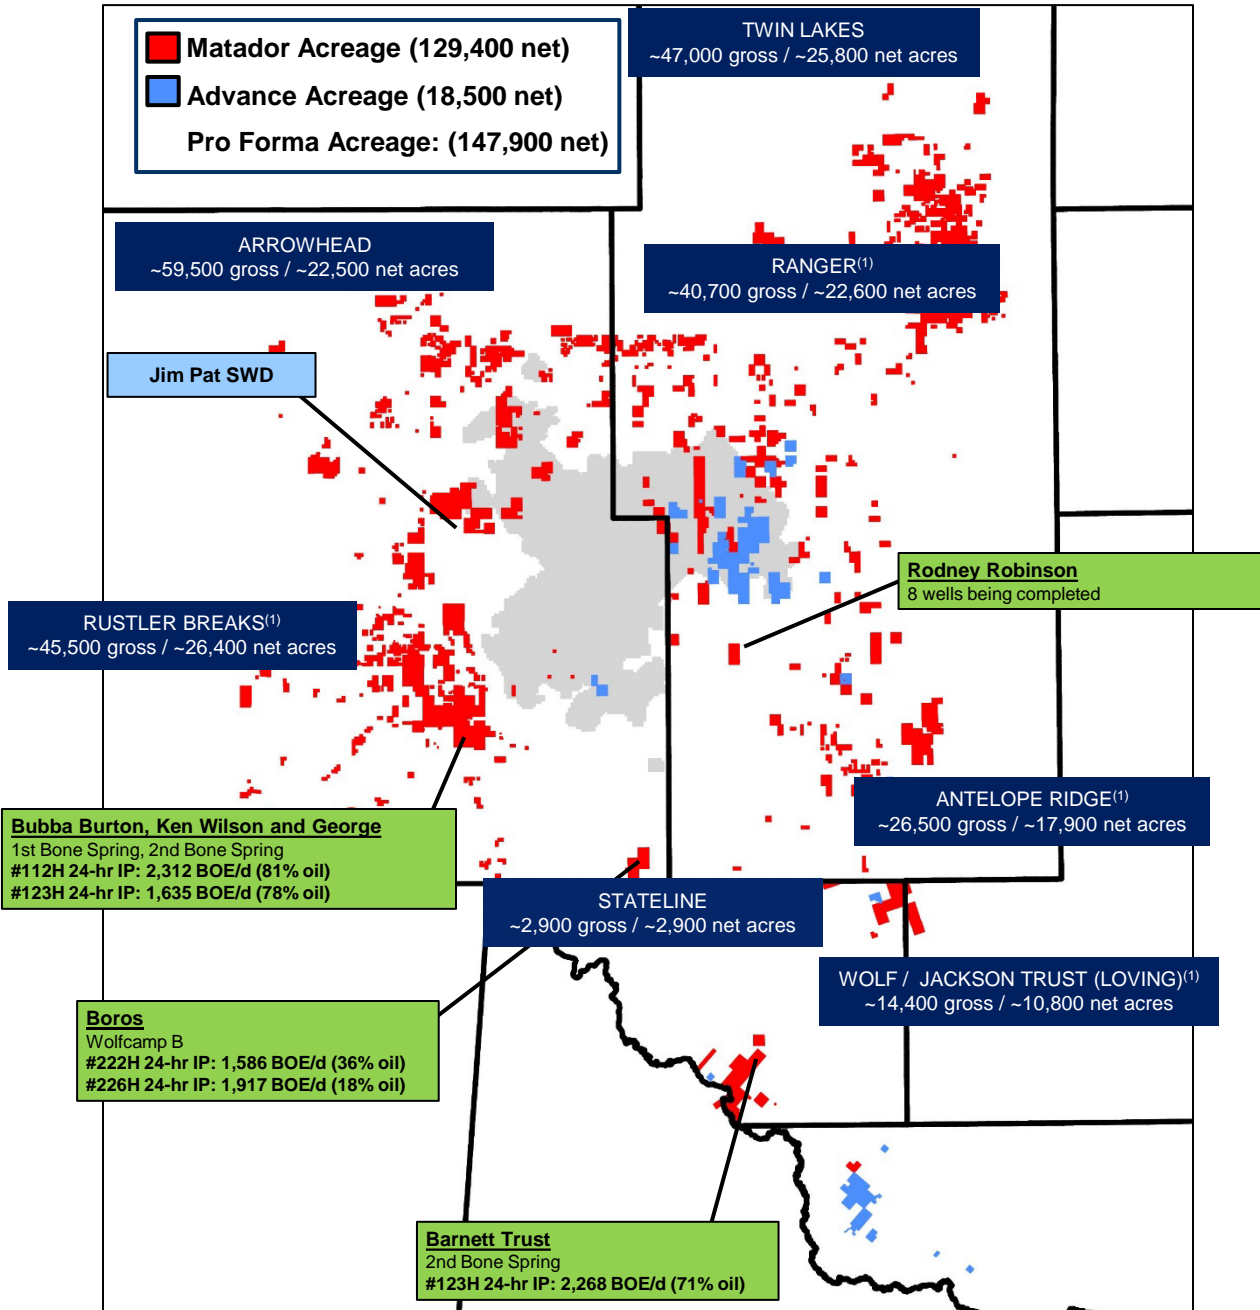 TWIN LAKES
~47,000 gross / ~25,800 net acres
Matador Acreage (129,400 net)
Advance Acreage (18,500 net)
Pro Forma Acreage: (147,900 net)
ARROWHEAD
~59,500 gross / ~22,500 net acres
RANGER(1)
~40,700 gross / ~22,600 net acres
Jim Pat SWD
Rodney Robinson
8 wells being completed
RUSTLER BREAKS(1)
~45,500 gross / ~26,400 net acres
ANTELOPE RIDGE(1)
~26,500 gross / ~17,900 net acres
Bubba Burton, Ken Wilson and George
1st Bone Spring, 2nd Bone Spring
#112H 24-hr IP: 2,312 BOE/d (81% oil)
#123H 24-hr IP: 1,635 BOE/d (78% oil)
STATELINE
~2,900 gross / ~2,900 net acres
WOLF / JACKSON TRUST (LOVING)(1)
~14,400 gross / ~10,800 net acres
Boros
Wolfcamp B
#222H 24-hr IP: 1,586 BOE/d (36% oil)
#226H 24-hr IP: 1,917 BOE/d (18% oil)
Barnett Trust
2nd Bone Spring
#123H 24-hr IP: 2,268 BOE/d (71% oil)